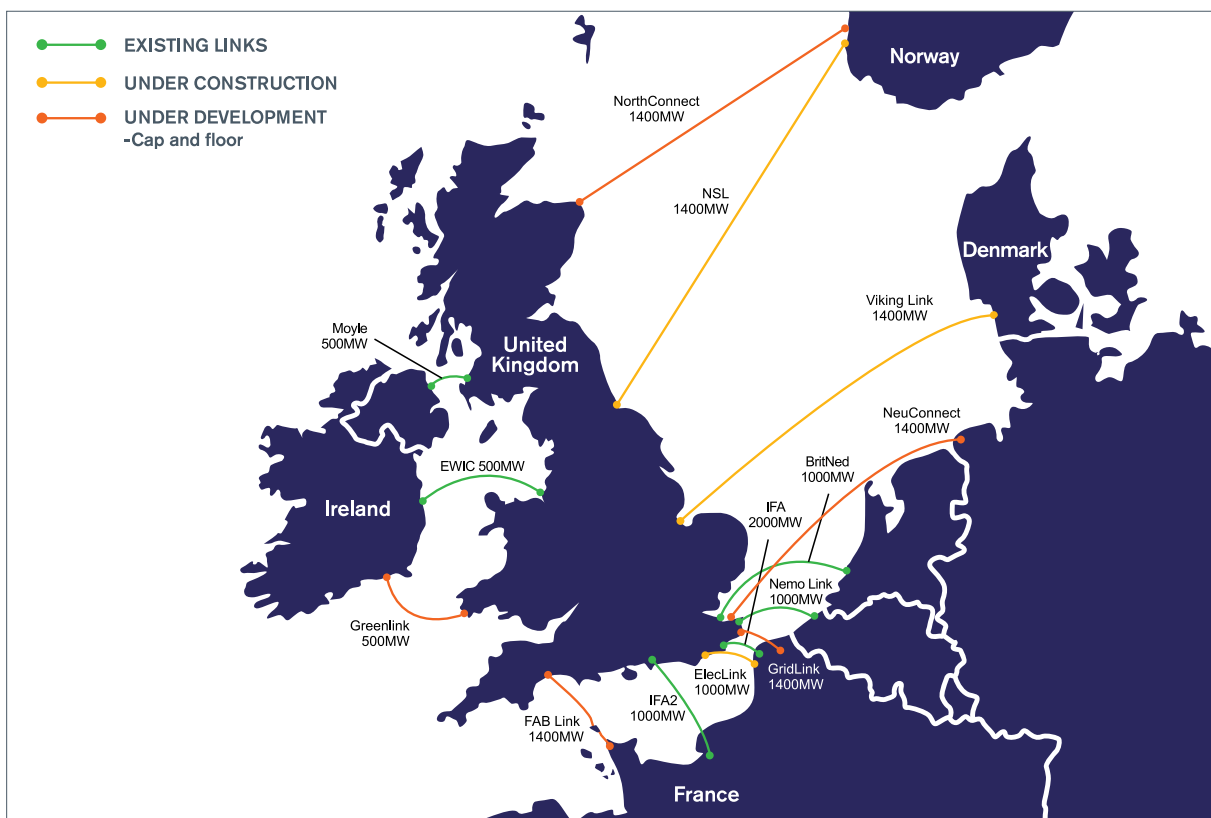 EXISTING LINKS
UNDER CONSTRUCTION
UNDER DEVELOPMENT
-Cap and floor
Norway
NorthConnect
1400MW
NSL
1400MW
Denmark
Viking Link
1400MW
Moyle
500MW
United
Kingdom
NeuConnect
1400MW
BritNed
1000MW
EWIC 500MW
IFA
2000MW
Ireland
Nemo Link
1000MW
Greenlink
500MW
ElecLink
1000MW
GridLink
1400MW
IFA2
1000MW
FAB Link
1400MW
France